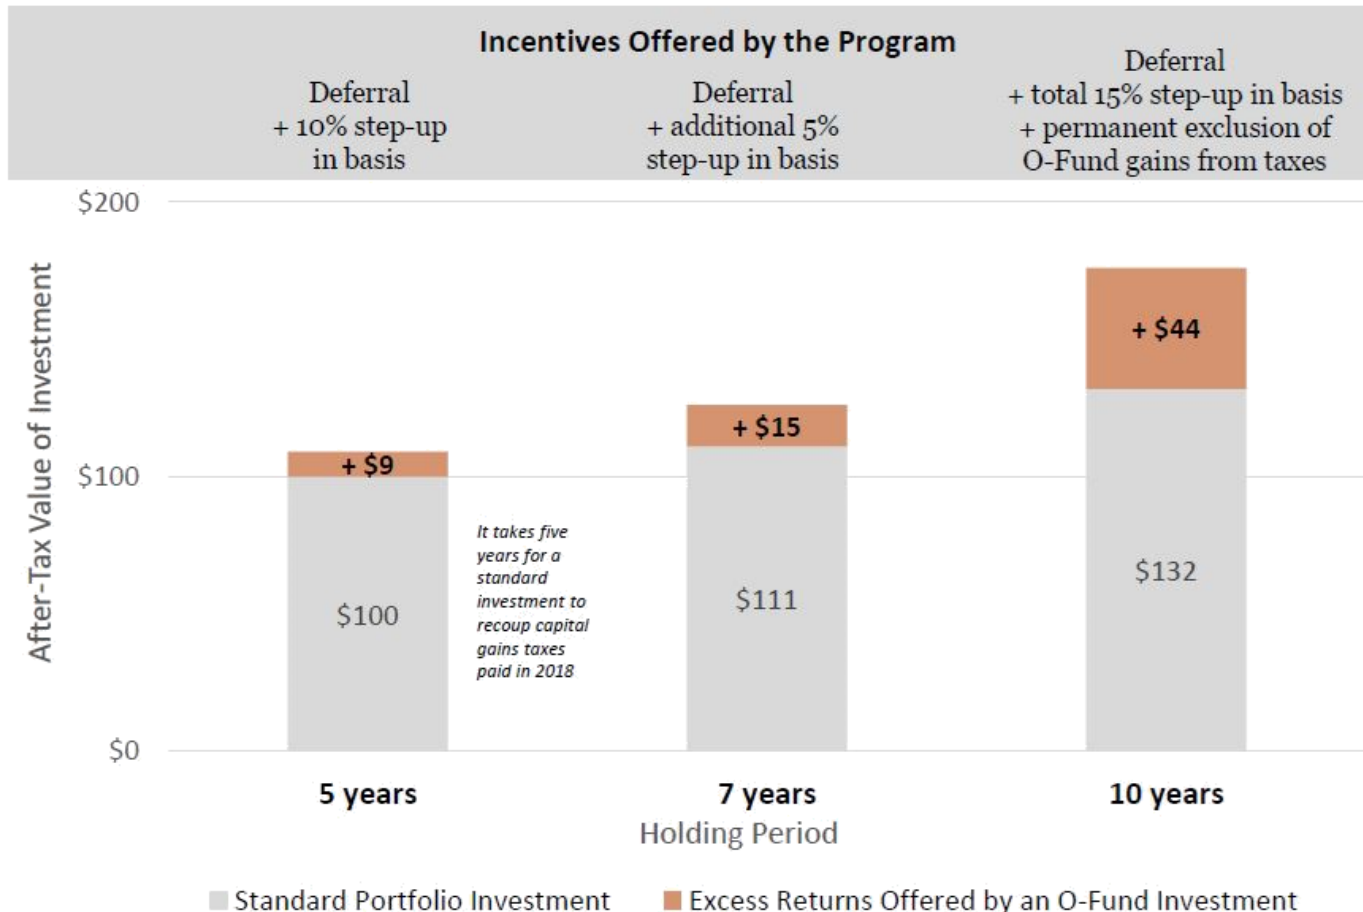 Incentives Offered by the Program
Deferral
+ 10% step-up
in basis
Deferral
+ additional 5%
step-up in basis
Deferral
+ total 15% step-up in basis
+ permanent exclusion of
O-Fund gains from taxes
After-Tax Value of Investment
$200
$100
$0
+ $9
$100
It takes five
years for a
standard
investment to
recoup capital
gains taxes
paid in 2018
+ $15
$111
+ $44
$132
5 years
7 years
10 years
Holding Period
Standard Portfolio Investment
Excess Returns Offered by an O-Fund Investment